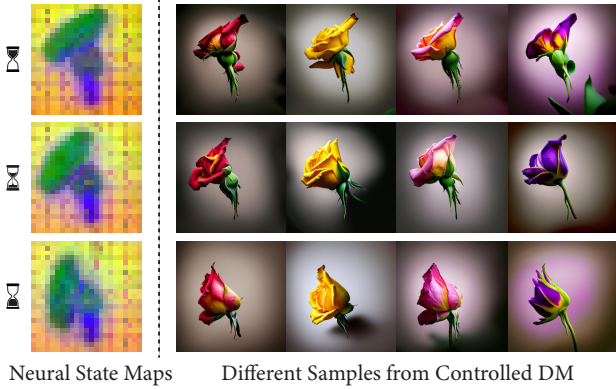 Neural State Maps
Different Samples from Controlled DM